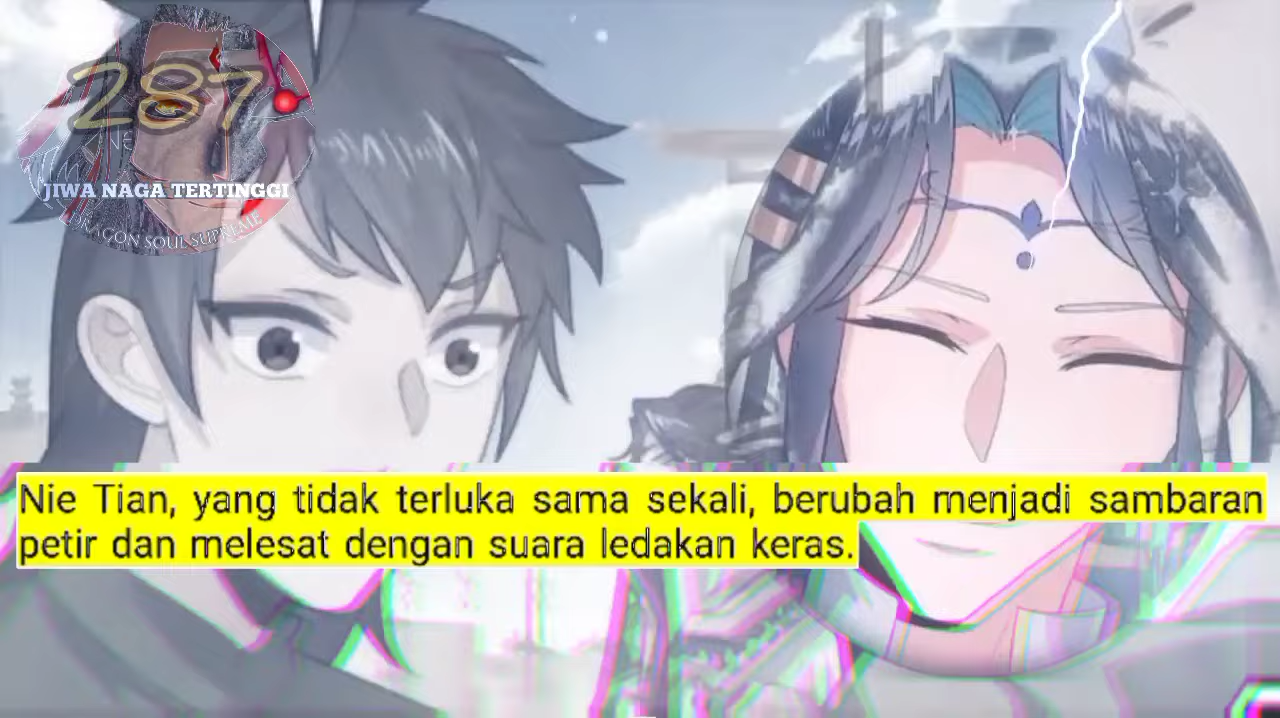 287
JIWA NAGA TERTINGGI
DRAGON SOUL SUPREME
Nie Tian, yang tidak terluka sama sekali, berubah menjadi sambaran
petir dan melesat dengan suara ledakan keras.